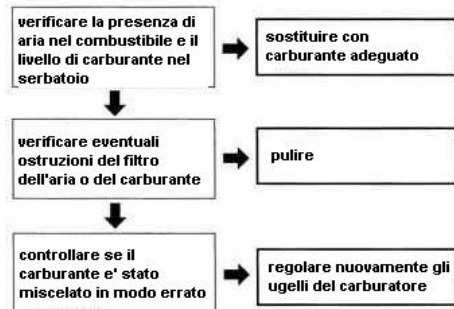 verificare la presenza di
aria nel combustibile e il
livello di carburante nel
serbatoio
sostituire con
carburante adeguato
verificare eventuali
ostruzioni del filtro
dell'aria o del carburante
pulire
controllare se il
carburante e' stato
miscelato in modo errato
regolare nuovamente gli
ugelli del carburatore